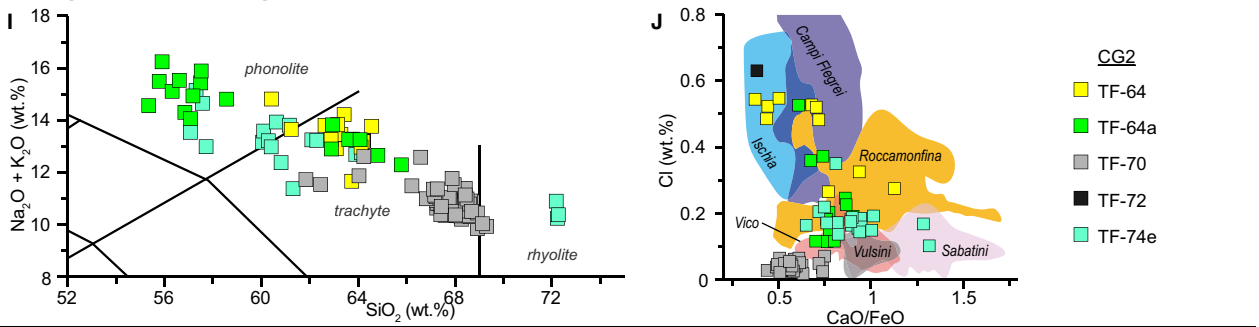 I
18
16
14
12
10
8
Na2O + K2O (wt.%)
phonolite
trachyte
rhyolite
52
56
60
64
68
72
SiO2 (wt.%)
J
0.8
0.6
0.4
0.2
0
Cl (wt.%)
Campi Flegrei
Ischia
Roccamonfina
Vico
Vulsini
Sabatini
0.5
1
1.5
CaO/FeO
CG2
TF-64
TF-64a
TF-70
TF-72
TF-74e